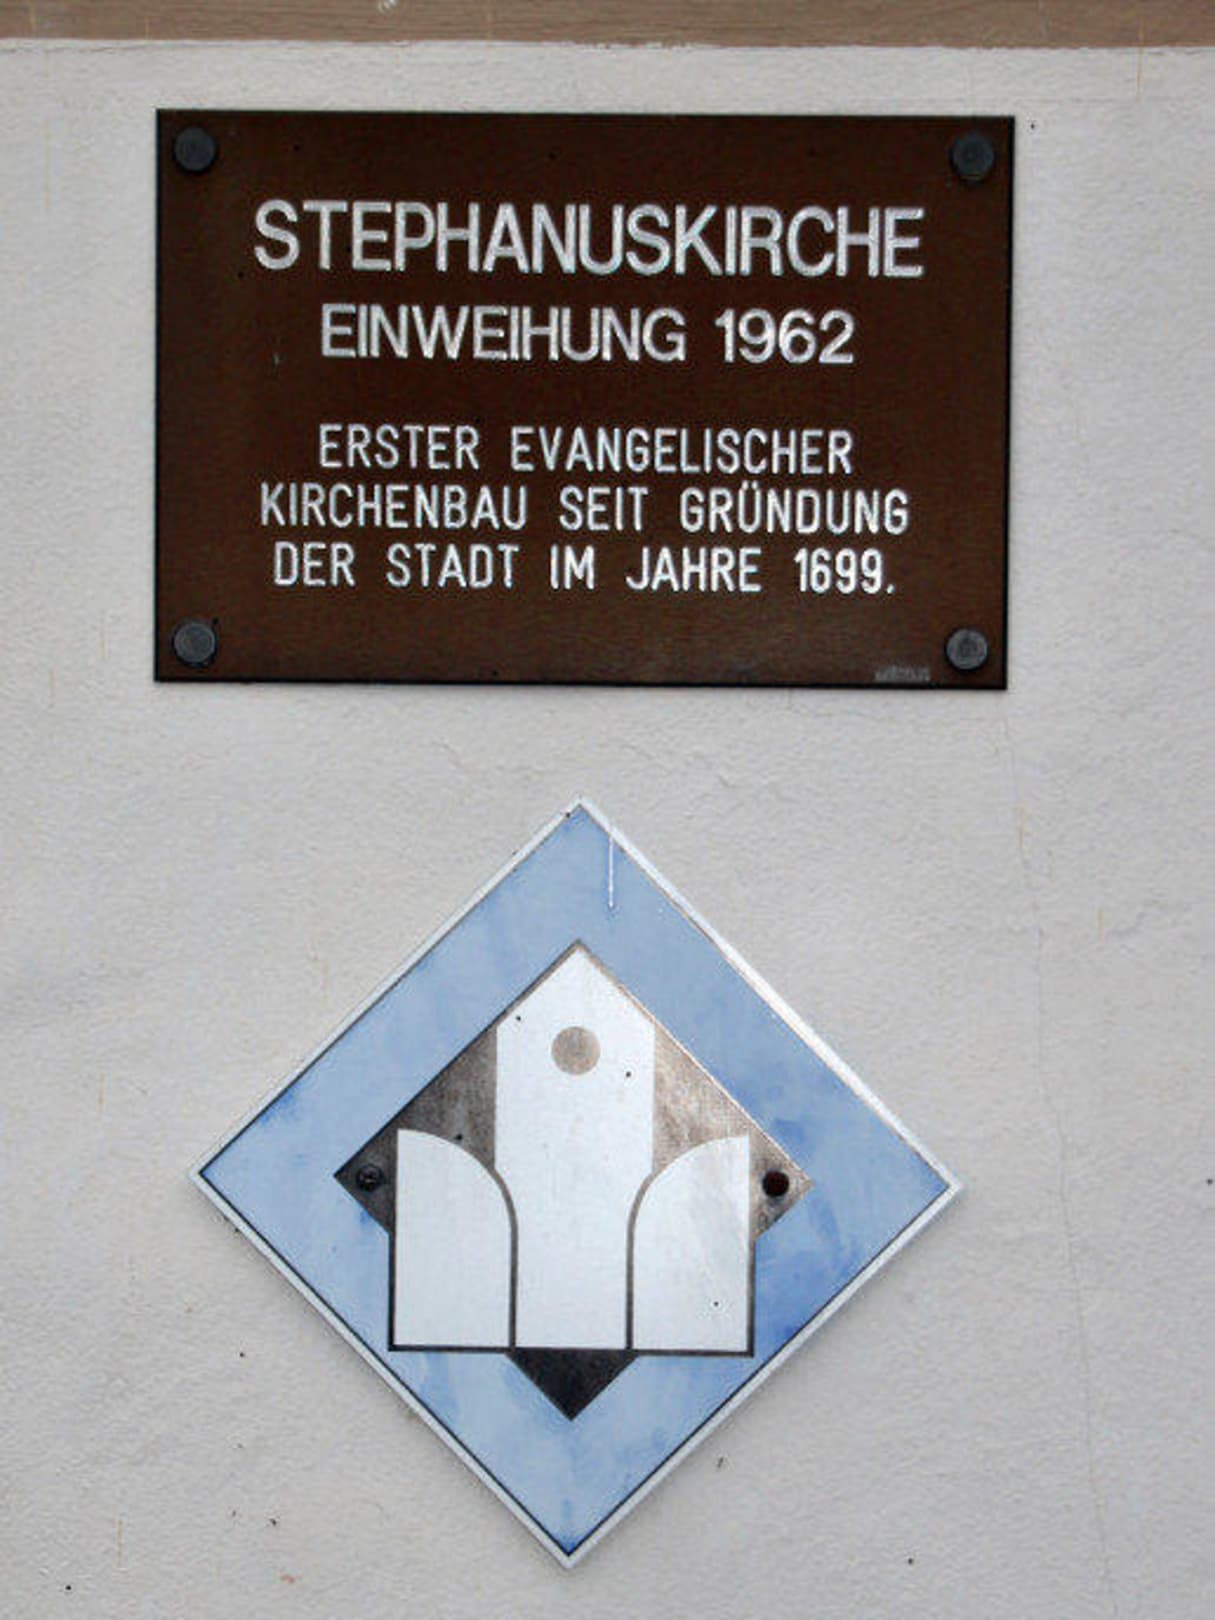 STEPHANUSKIRCHE
EINWEIHUNG 1962
ERSTER EVANGELISCHER
KIRCHENBAU SEIT GRÜNDUNG
DER STADT IM JAHRE 1699.